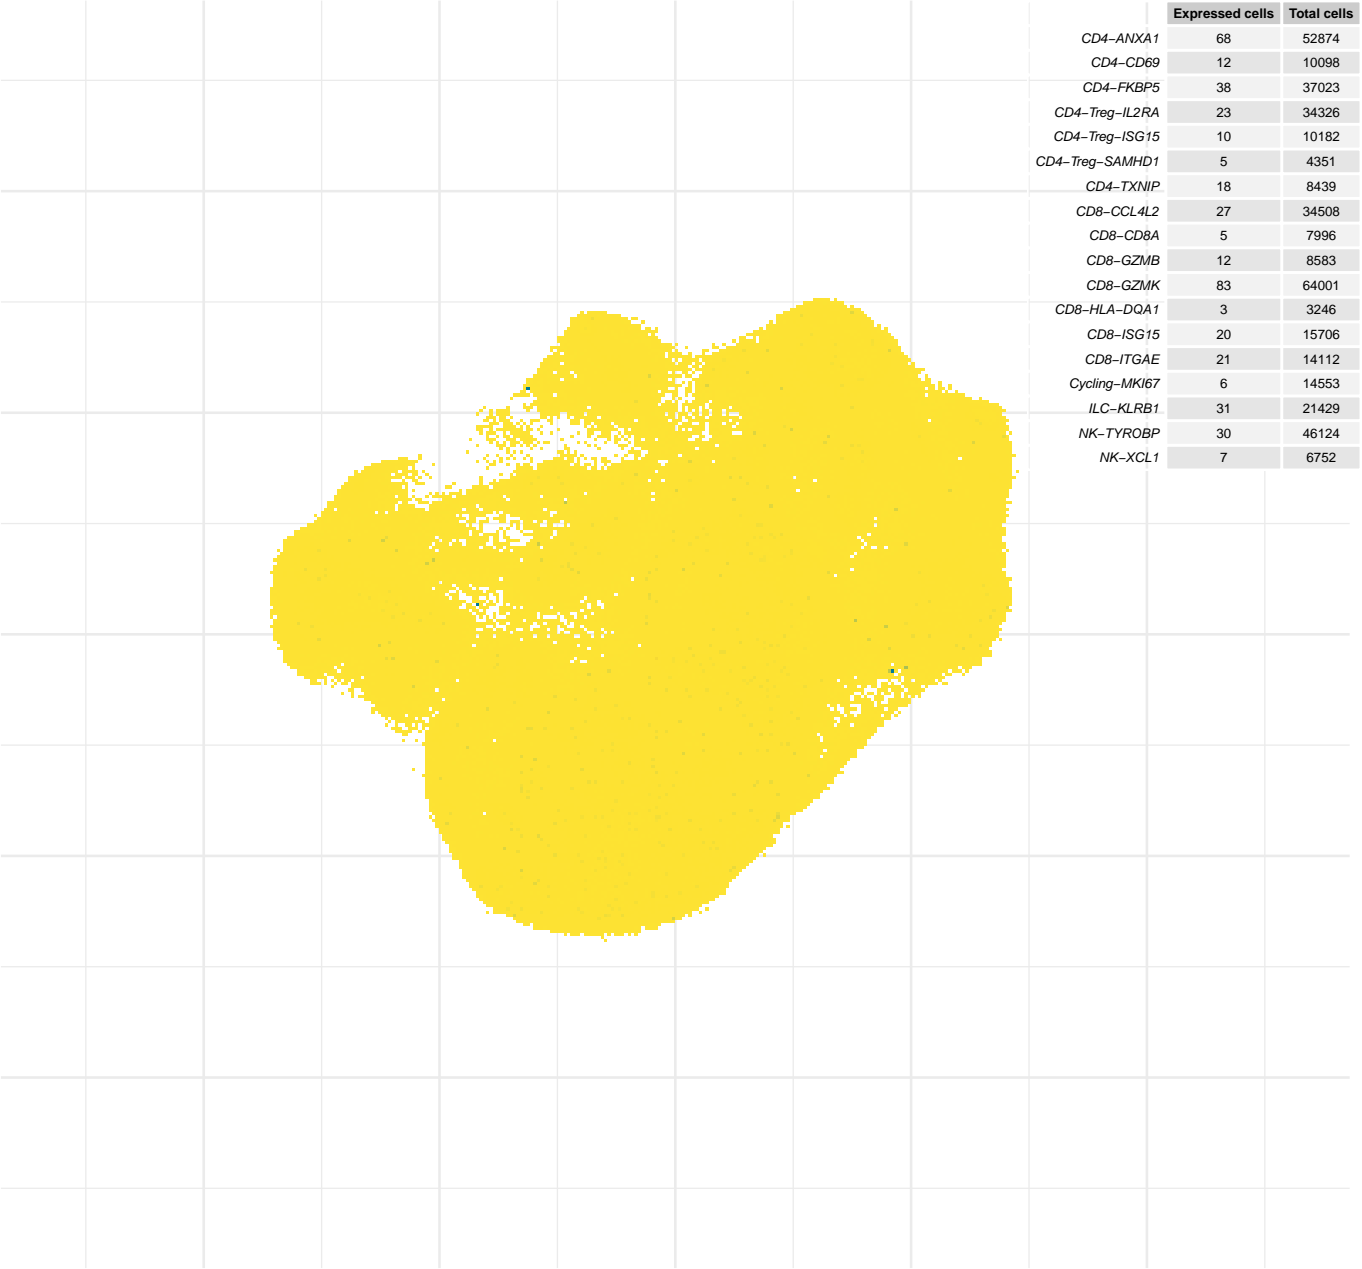 Expressed cells Total cells
CD4−ANXA1 68 52874
CD4−CD69 12 10098
CD4−FKBP5 38 37023
CD4−Treg−IL2RA 23 34326
CD4−Treg−ISG15 10 10182
CD4−Treg−SAMHD1 5 4351
CD4−TXNIP 18 8439
CD8−CCL4L2 27 34508
CD8−CD8A 5 7996
CD8−GZMB 12 8583
CD8−GZMK 83 64001
CD8−HLA−DQA1 3 3246
CD8−ISG15 20 15706
CD8−ITGAE 21 14112
Cycling−MKI67 6 14553
ILC−KLRB1 31 21429
NK−TYROBP 30 46124
NK−XCL1 7 6752